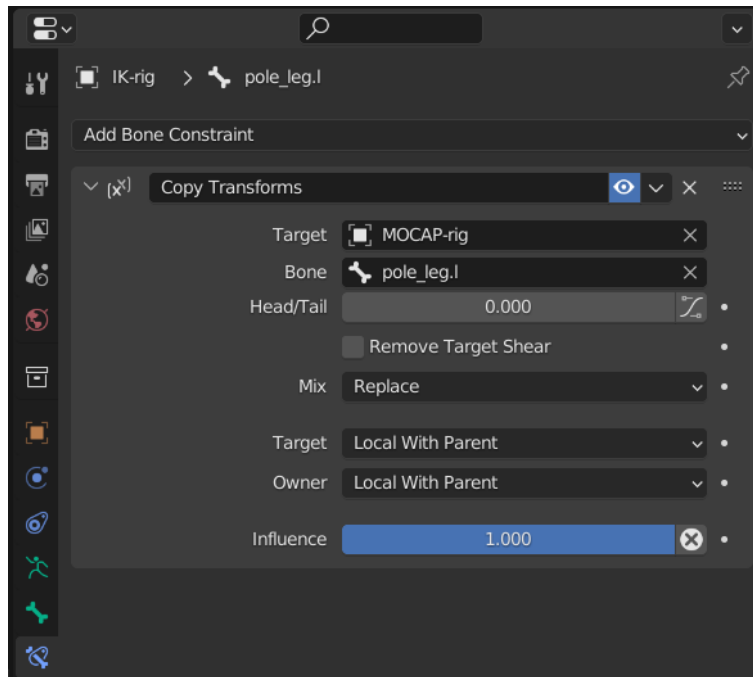 IK-rig > pole_leg.l
Add Bone Constraint
Copy Transforms
Target MOCAP-rig
Bone pole_leg.l
Head/Tail 0.000
Remove Target Shear
Mix Replace
Target Local With Parent
Owner Local With Parent
Influence 1.000